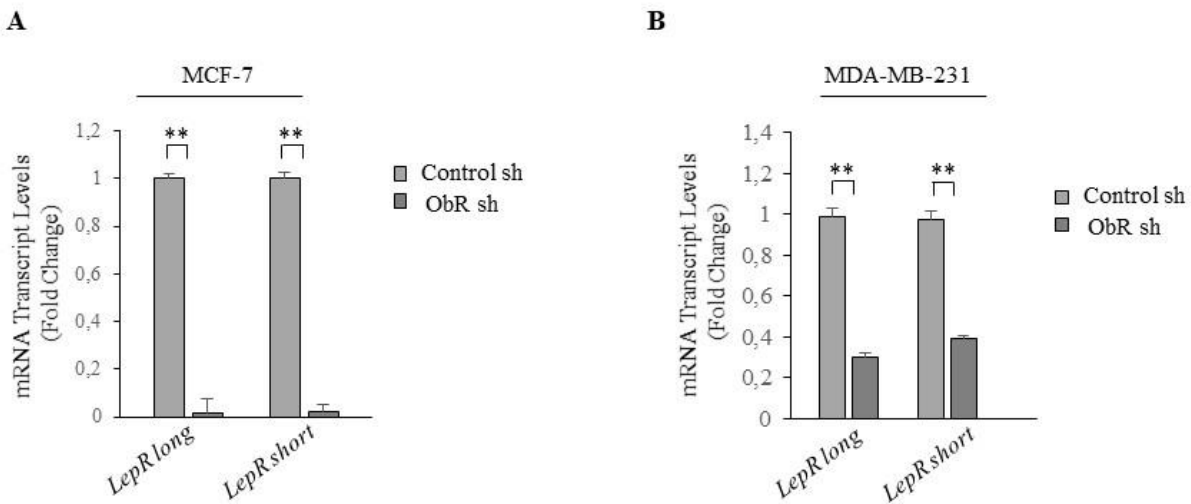 A
MCF-7
mRNA Transcript Levels
(Fold Change)
1,2
1
0,8
0,6
0,4
0,2
0
**
**
LepR long
LepR short
Control sh
ObR sh
B
MDA-MB-231
mRNA Transcript Levels
(Fold Change)
1,4
1,2
1
0,8
0,6
0,4
0,2
0
**
**
LepR long
LepR short
Control sh
ObR sh